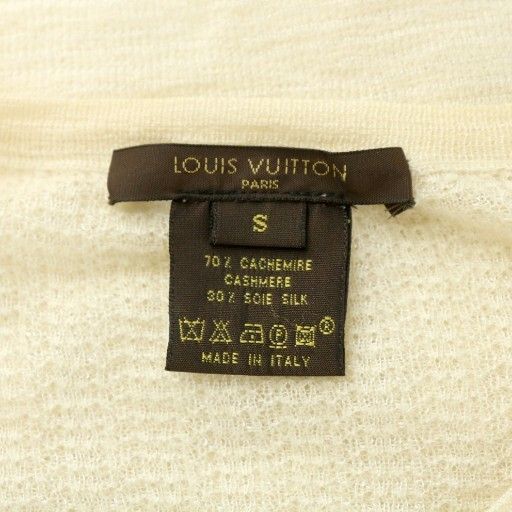 LOUIS VUITTON
PARIS
S
70% CACHEMIRE
CASHMERE
30% SOIE SILK
P ®
MADE IN ITALY